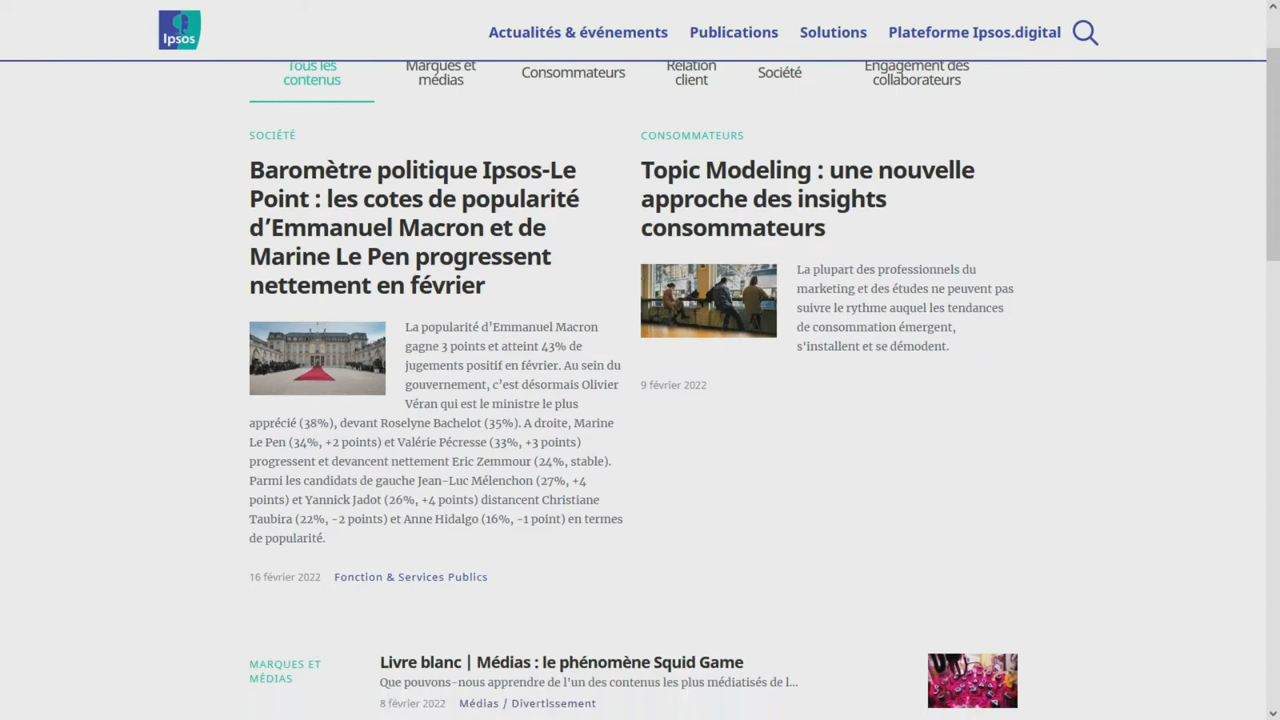 Ipsos
Actualités & événements
Publications
Solutions
Plateforme Ipsos.digital
Tous les
contenus
Marques et
médias
Consommateurs
Relation
client
Société
Engagement des
collaborateurs
SOCIÉTÉ
Baromètre politique Ipsos-Le
Point : les cotes de popularité
d’Emmanuel Macron et de
Marine Le Pen progressent
nettement en février
La popularité d’Emmanuel Macron
gagne 3 points et atteint 43% de
jugements positif en février. Au sein du
gouvernement, c’est désormais Olivier
Véran qui est le ministre le plus
apprécié (38%), devant Roselyne Bachelot (35%). A droite, Marine
Le Pen (34%, +2 points) et Valérie Pécresse (33%, +3 points)
progressent et devancent nettement Eric Zemmour (24%, stable).
Parmi les candidats de gauche Jean-Luc Mélenchon (27%, +4
points) et Yannick Jadot (26%, +4 points) distancent Christiane
Taubira (22%, -2 points) et Anne Hidalgo (16%, -1 point) en termes
de popularité.
16 février 2022 Fonction & Services Publics
CONSOMMATEURS
Topic Modeling : une nouvelle
approche des insights
consommateurs
La plupart des professionnels du
marketing et des études ne peuvent pas
suivre le rythme auquel les tendances
de consommation émergent,
s'installent et se démodent.
9 février 2022
MARQUES ET
MÉDIAS
Livre blanc | Médias : le phénomène Squid Game
Que pouvons-nous apprendre de l'un des contenus les plus médiatisés de l...
8 février 2022 Médias / Divertissement